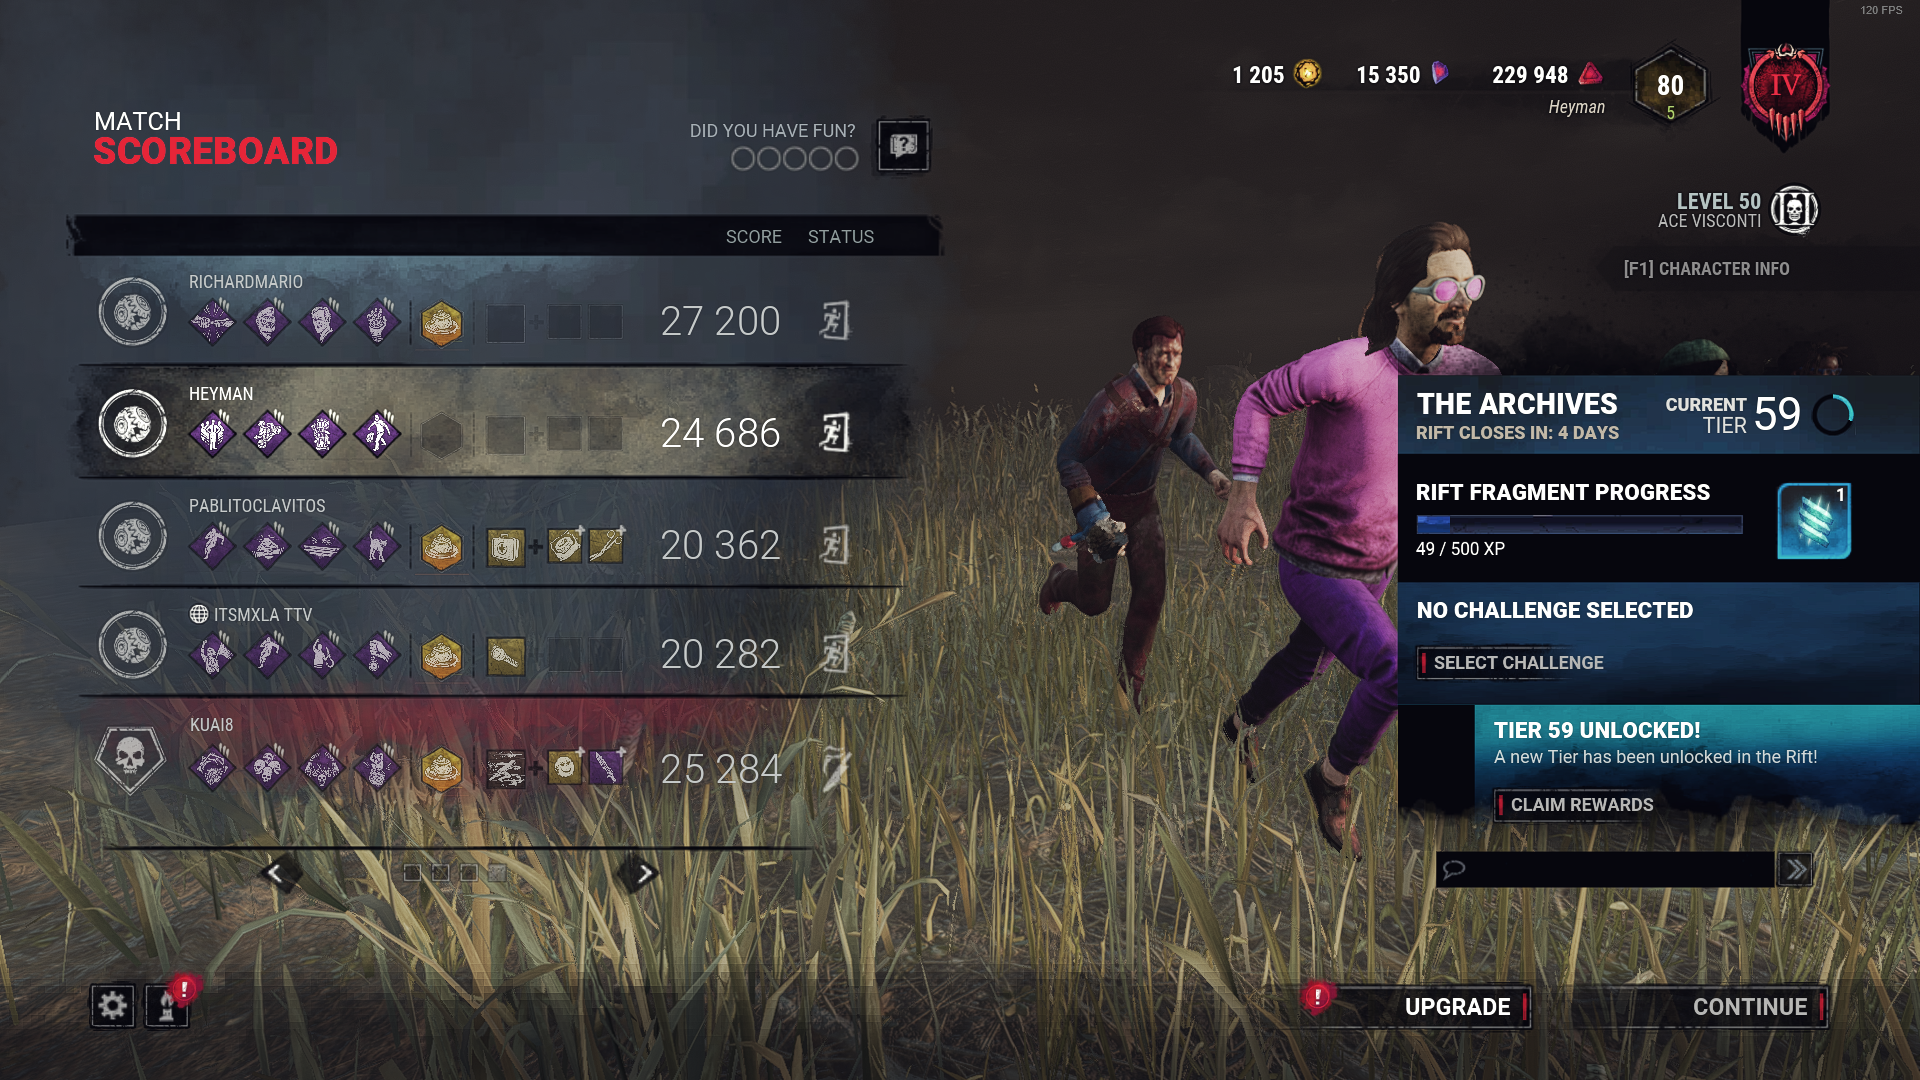 120 FPS
1 205
15 350
229 948
Heyman
80
5
IV
MATCH
SCOREBOARD
DID YOU HAVE FUN?
LEVEL 50
ACE VISCONTI
III
[F1] CHARACTER INFO
SCORE STATUS
RICHARDMARIO
27 200
HEYMAN
24 686
PABLITOCLAVITOS
20 362
ITSMXLA TTV
20 282
KUAI8
25 284
THE ARCHIVES
RIFT CLOSES IN: 4 DAYS
CURRENT
TIER 59
RIFT FRAGMENT PROGRESS
1
49 / 500 XP
NO CHALLENGE SELECTED
SELECT CHALLENGE
TIER 59 UNLOCKED!
A new Tier has been unlocked in the Rift!
CLAIM REWARDS
!
!
UPGRADE
CONTINUE